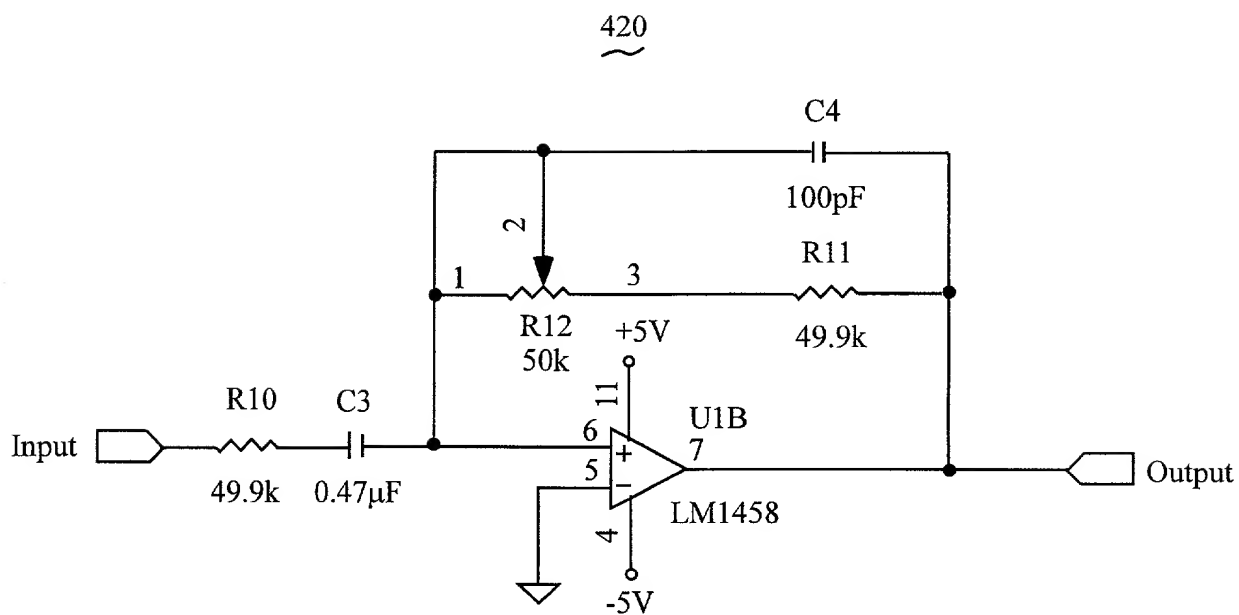 420
C4
100pF
2
R11
1
3
R12
50k
+5V
49.9k
11
R10
C3
U1B
Input
6
+
7
5
−
Output
49.9k
0.47µF
LM1458
4
-5V